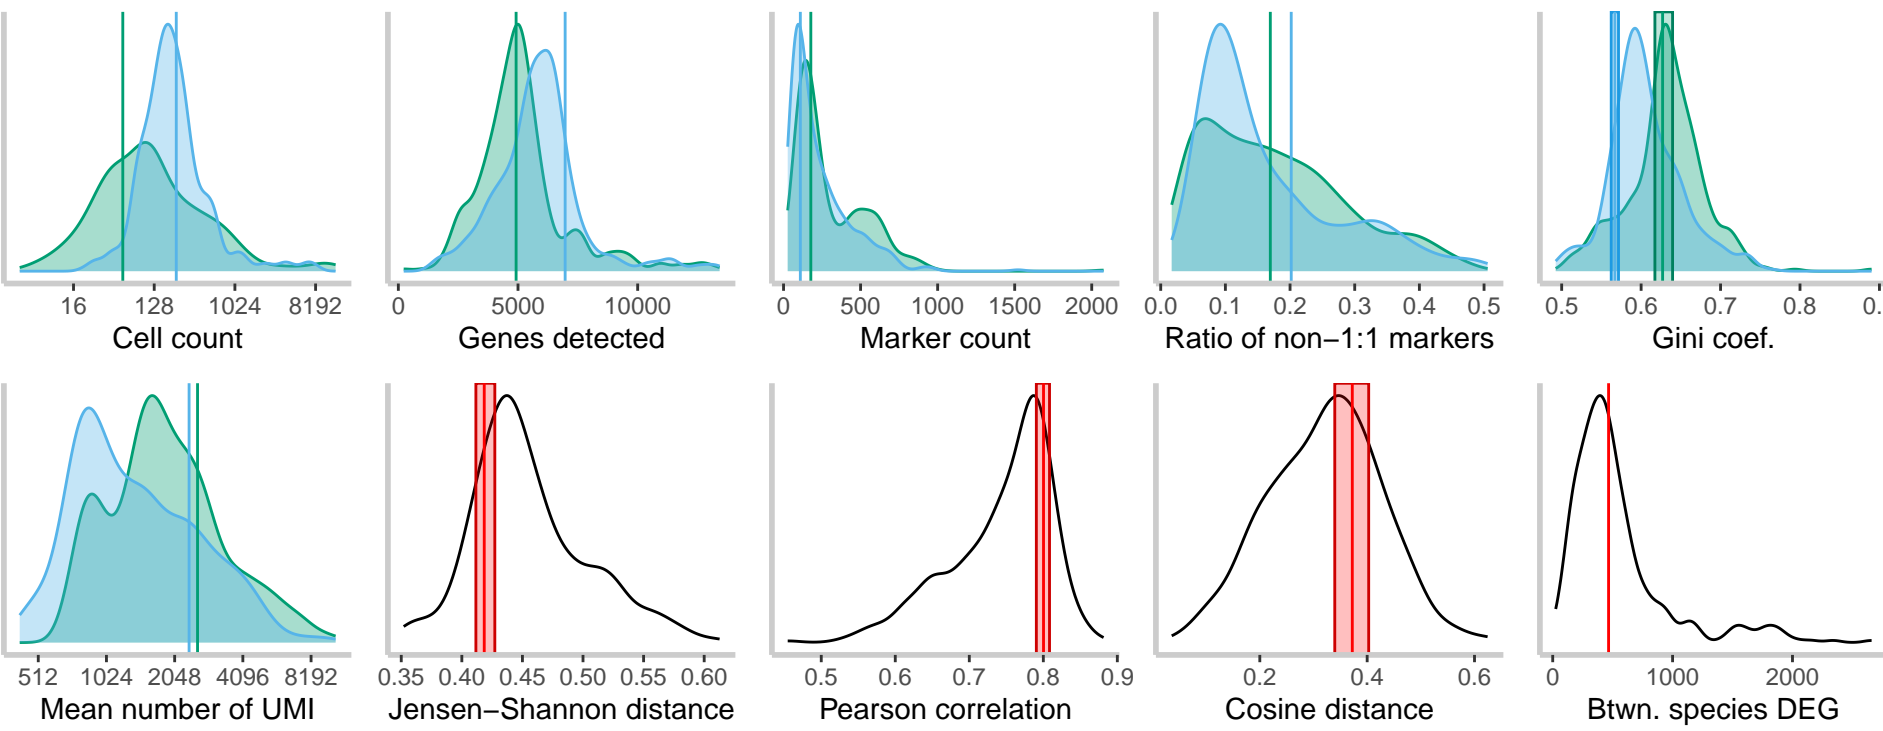 16 128 1024 8192
Cell count
0 5000 10000
Genes detected
0 500 1000 1500 2000
Marker count
0.0 0.1 0.2 0.3 0.4 0.5
Ratio of non−1:1 markers
0.5 0.6 0.7 0.8 0.
Gini coef.
512 1024 2048 4096 8192
Mean number of UMI
0.35 0.40 0.45 0.50 0.55 0.60
Jensen−Shannon distance
0.5 0.6 0.7 0.8 0.9
Pearson correlation
0.2 0.4 0.6
Cosine distance
0 1000 2000
Btwn. species DEG